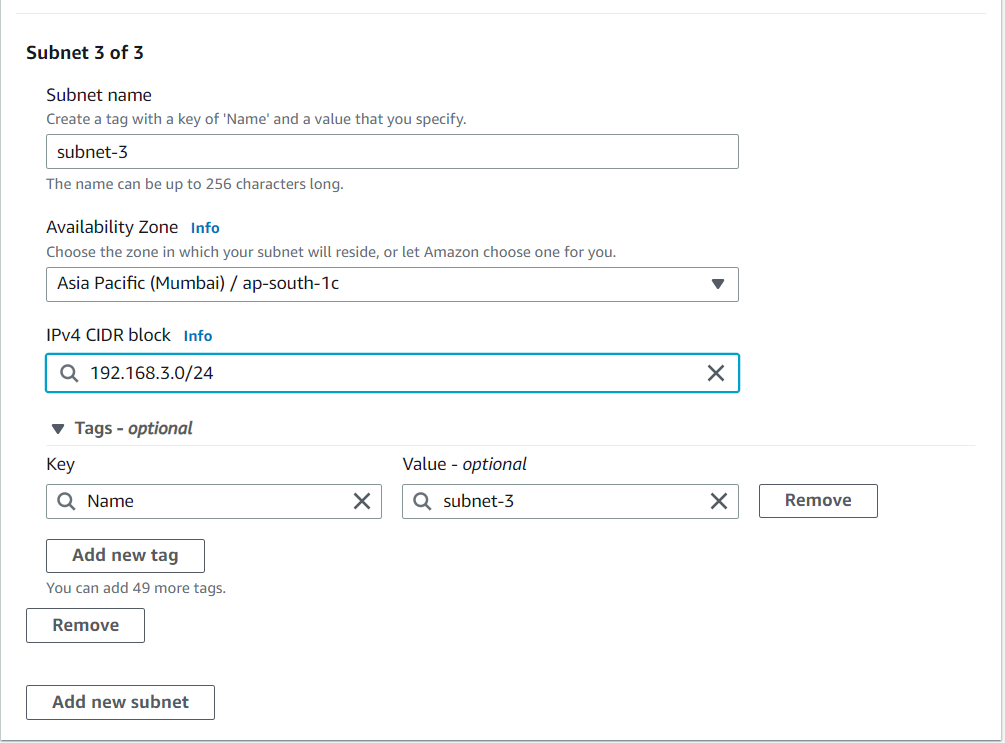 Subnet 3 of 3
Subnet name
Create a tag with a key of 'Name' and a value that you specify.
subnet-3
The name can be up to 256 characters long.
Availability Zone Info
Choose the zone in which your subnet will reside, or let Amazon choose one for you.
Asia Pacific (Mumbai) / ap-south-1c
IPv4 CIDR block Info
192.168.3.0/24
Tags - optional
Key Value - optional
Name subnet-3 Remove
Add new tag
You can add 49 more tags.
Remove
Add new subnet